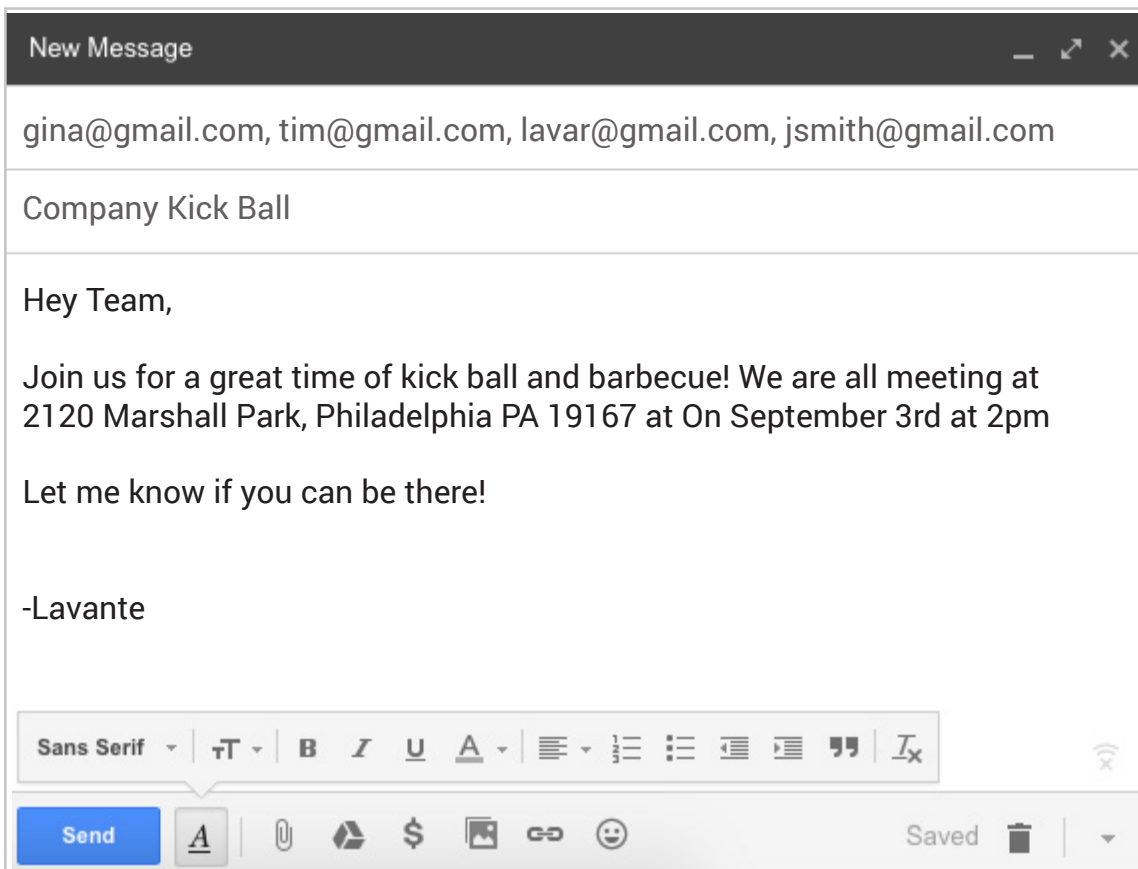 New Message
gina@gmail.com, tim@gmail.com, lavar@gmail.com, jsmith@gmail.com
Company Kick Ball
Hey Team,
Join us for a great time of kick ball and barbecue! We are all meeting at
2120 Marshall Park, Philadelphia PA 19167 at On September 3rd at 2pm
Let me know if you can be there!
-Lavante
Sans Serif TT B I U A Tx
Send A $ Saved